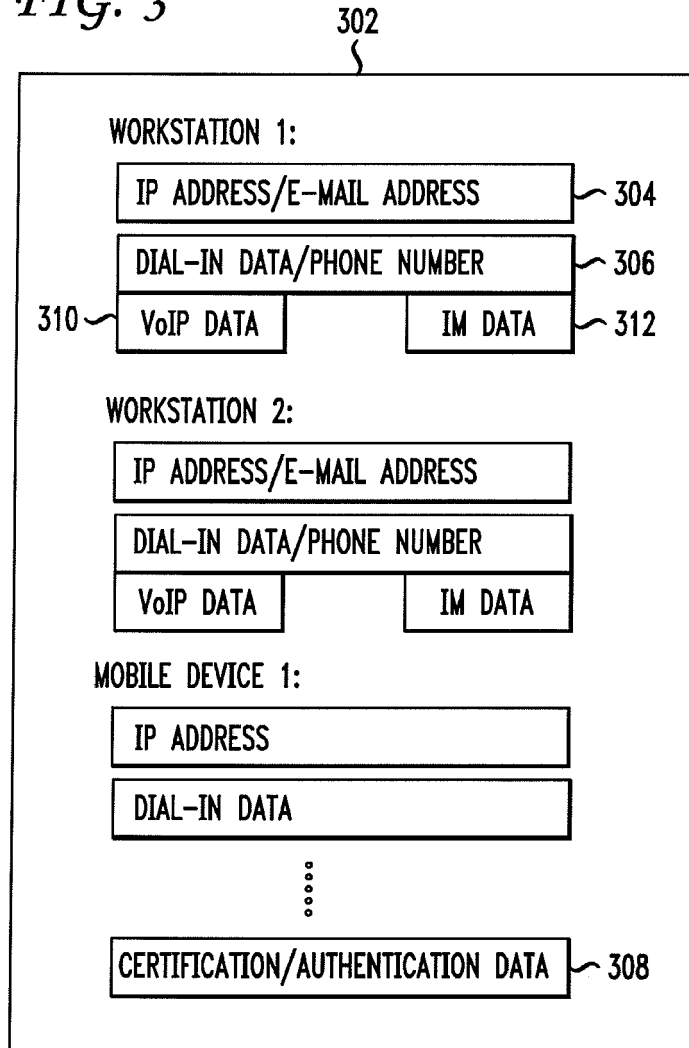 FIG. 3
302
WORKSTATION 1:
IP ADDRESS/E-MAIL ADDRESS 304
DIAL-IN DATA/PHONE NUMBER 306
310 VoIP DATA IM DATA 312
WORKSTATION 2:
IP ADDRESS/E-MAIL ADDRESS
DIAL-IN DATA/PHONE NUMBER
VoIP DATA IM DATA
MOBILE DEVICE 1:
IP ADDRESS
DIAL-IN DATA
CERTIFICATION/AUTHENTICATION DATA 308